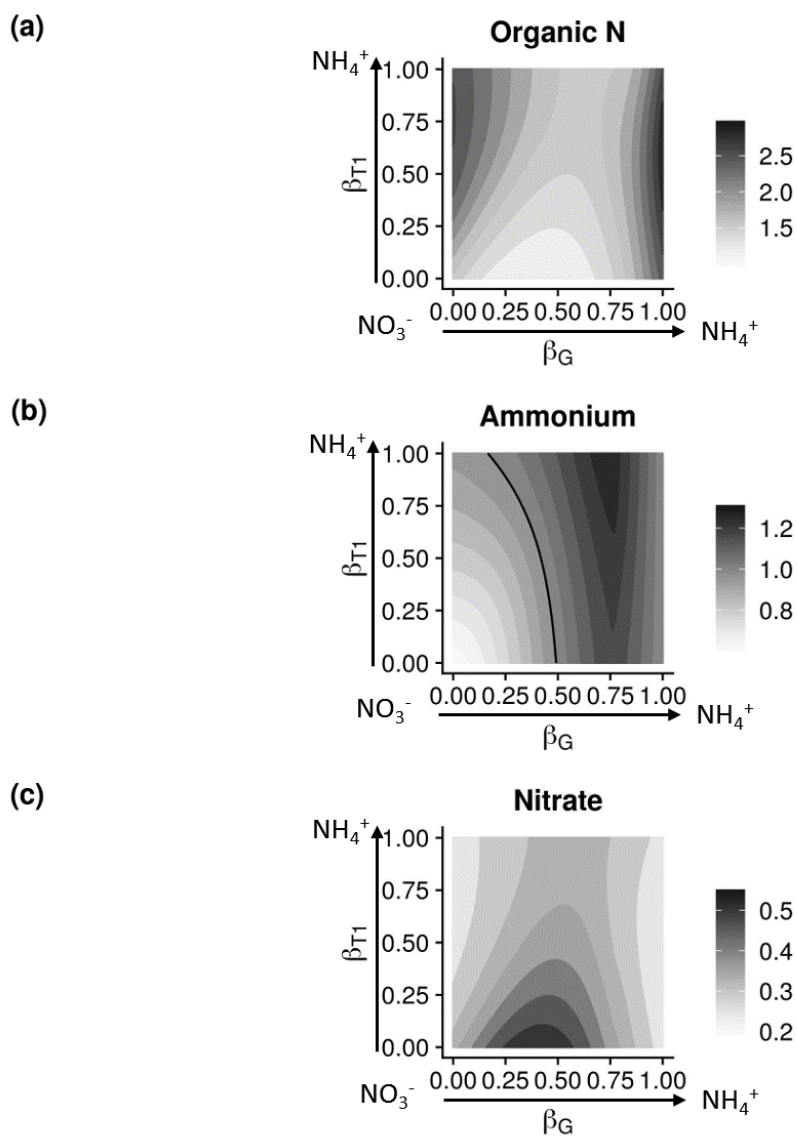 (a)
Organic N
NH₄⁺
1.00
0.75
0.50
0.25
0.00
βT1
0.00 0.25 0.50 0.75 1.00
NO₃⁻
NH₄⁺
βG
2.5
2.0
1.5
(b)
Ammonium
NH₄⁺
1.00
0.75
0.50
0.25
0.00
βT1
0.00 0.25 0.50 0.75 1.00
NO₃⁻
NH₄⁺
βG
1.2
1.0
0.8
(c)
Nitrate
NH₄⁺
1.00
0.75
0.50
0.25
0.00
βT1
0.00 0.25 0.50 0.75 1.00
NO₃⁻
NH₄⁺
βG
0.5
0.4
0.3
0.2